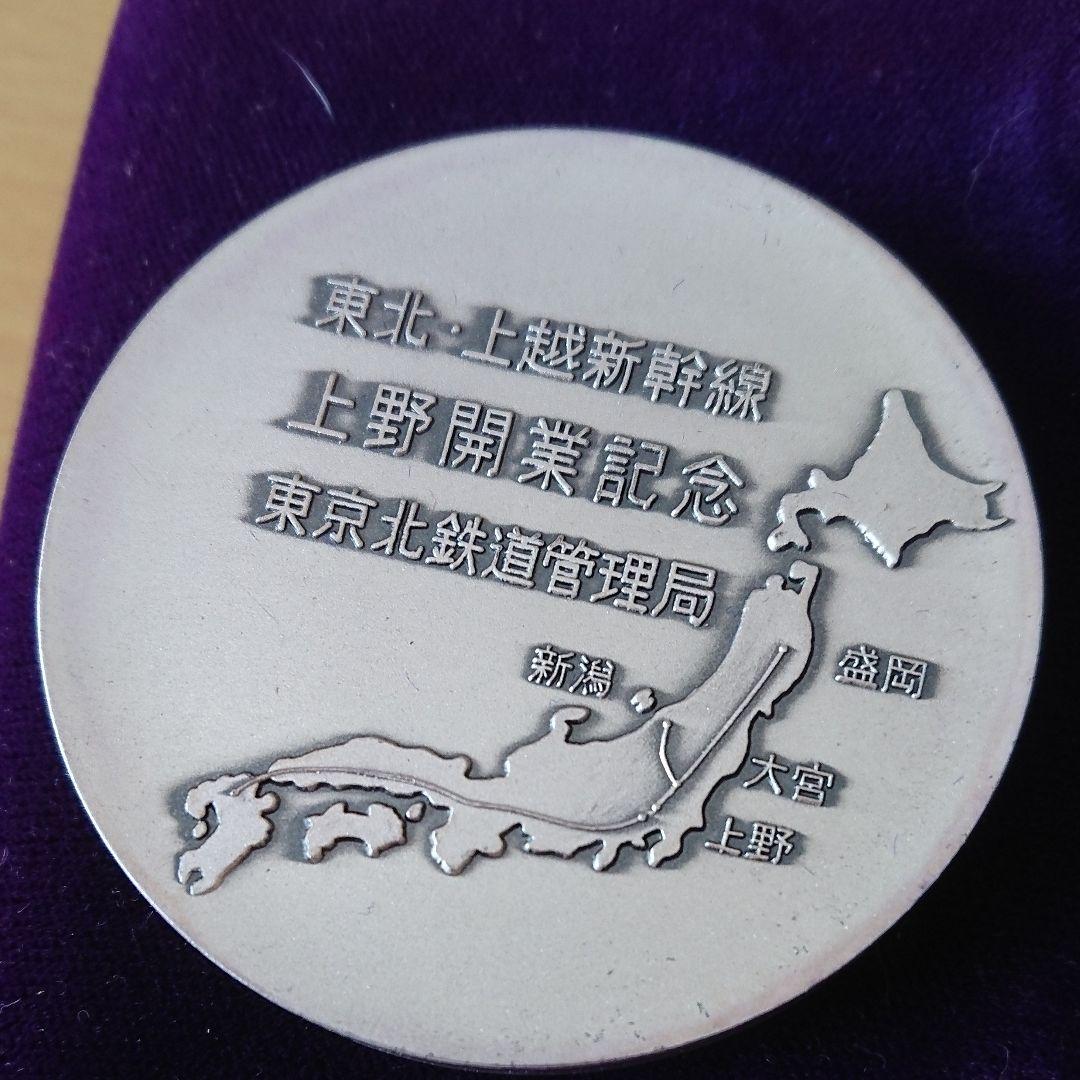 東北·上越新幹線
上野開業記念
東京北鉄道管理局
新潟
盛岡
大宮
上野